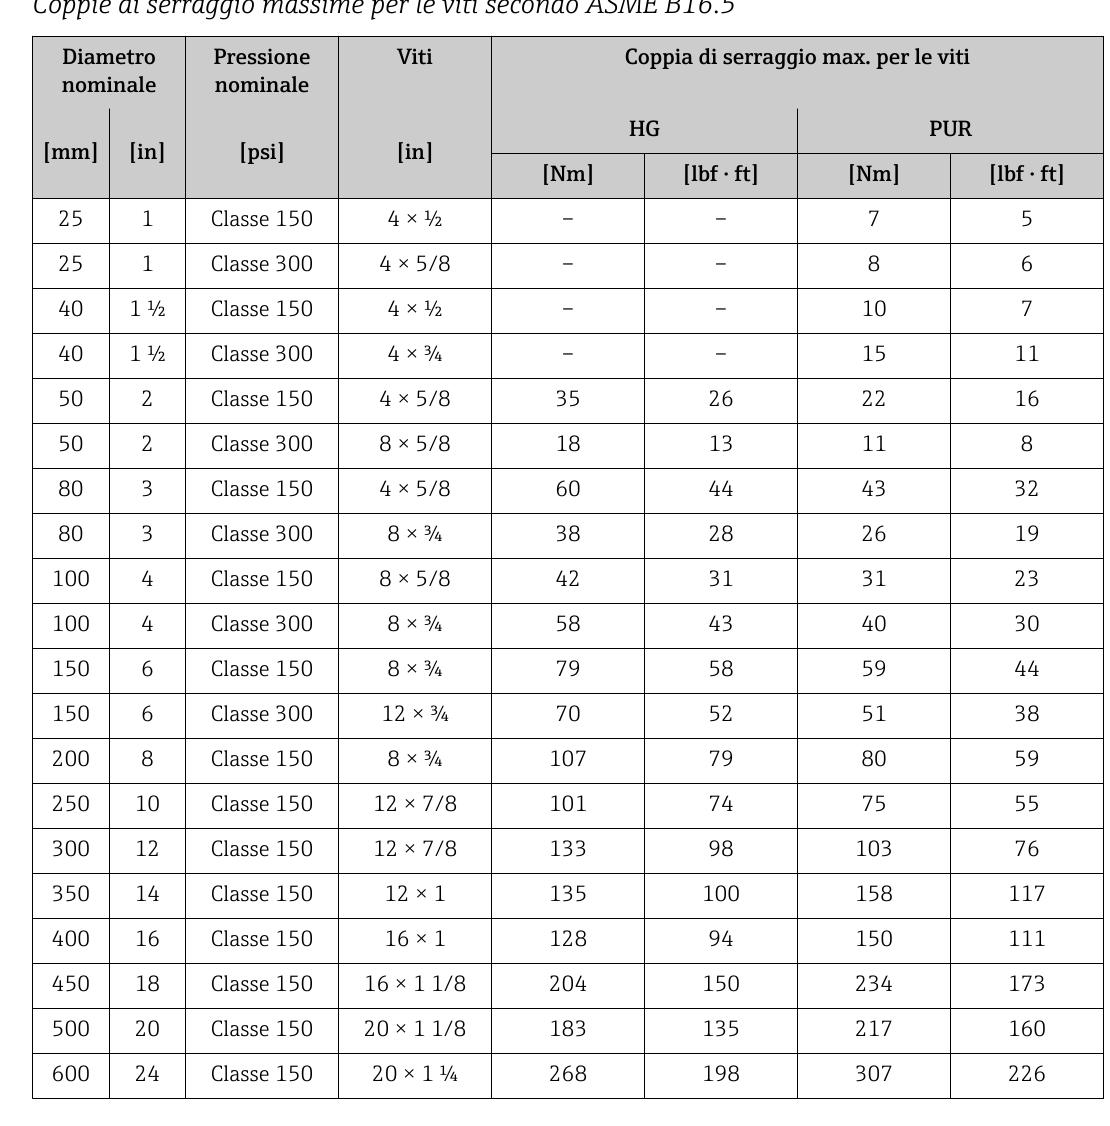 Coppie di serraggio massime per le viti secondo ASME B16.5
Diametro nominale Pressione nominale Viti Coppia di serraggio max. per le viti
HG PUR
[mm] [in] [psi] [in]
[Nm] [lbf · ft] [Nm] [lbf · ft]
25 1 Classe 150 4 × ½ – – 7 5
25 1 Classe 300 4 × 5/8 – – 8 6
40 1 ½ Classe 150 4 × ½ – – 10 7
40 1 ½ Classe 300 4 × ¾ – – 15 11
50 2 Classe 150 4 × 5/8 35 26 22 16
50 2 Classe 300 8 × 5/8 18 13 11 8
80 3 Classe 150 4 × 5/8 60 44 43 32
80 3 Classe 300 8 × ¾ 38 28 26 19
100 4 Classe 150 8 × 5/8 42 31 31 23
100 4 Classe 300 8 × ¾ 58 43 40 30
150 6 Classe 150 8 × ¾ 79 58 59 44
150 6 Classe 300 12 × ¾ 70 52 51 38
200 8 Classe 150 8 × ¾ 107 79 80 59
250 10 Classe 150 12 × 7/8 101 74 75 55
300 12 Classe 150 12 × 7/8 133 98 103 76
350 14 Classe 150 12 × 1 135 100 158 117
400 16 Classe 150 16 × 1 128 94 150 111
450 18 Classe 150 16 × 1 1/8 204 150 234 173
500 20 Classe 150 20 × 1 1/8 183 135 217 160
600 24 Classe 150 20 × 1 ¼ 268 198 307 226